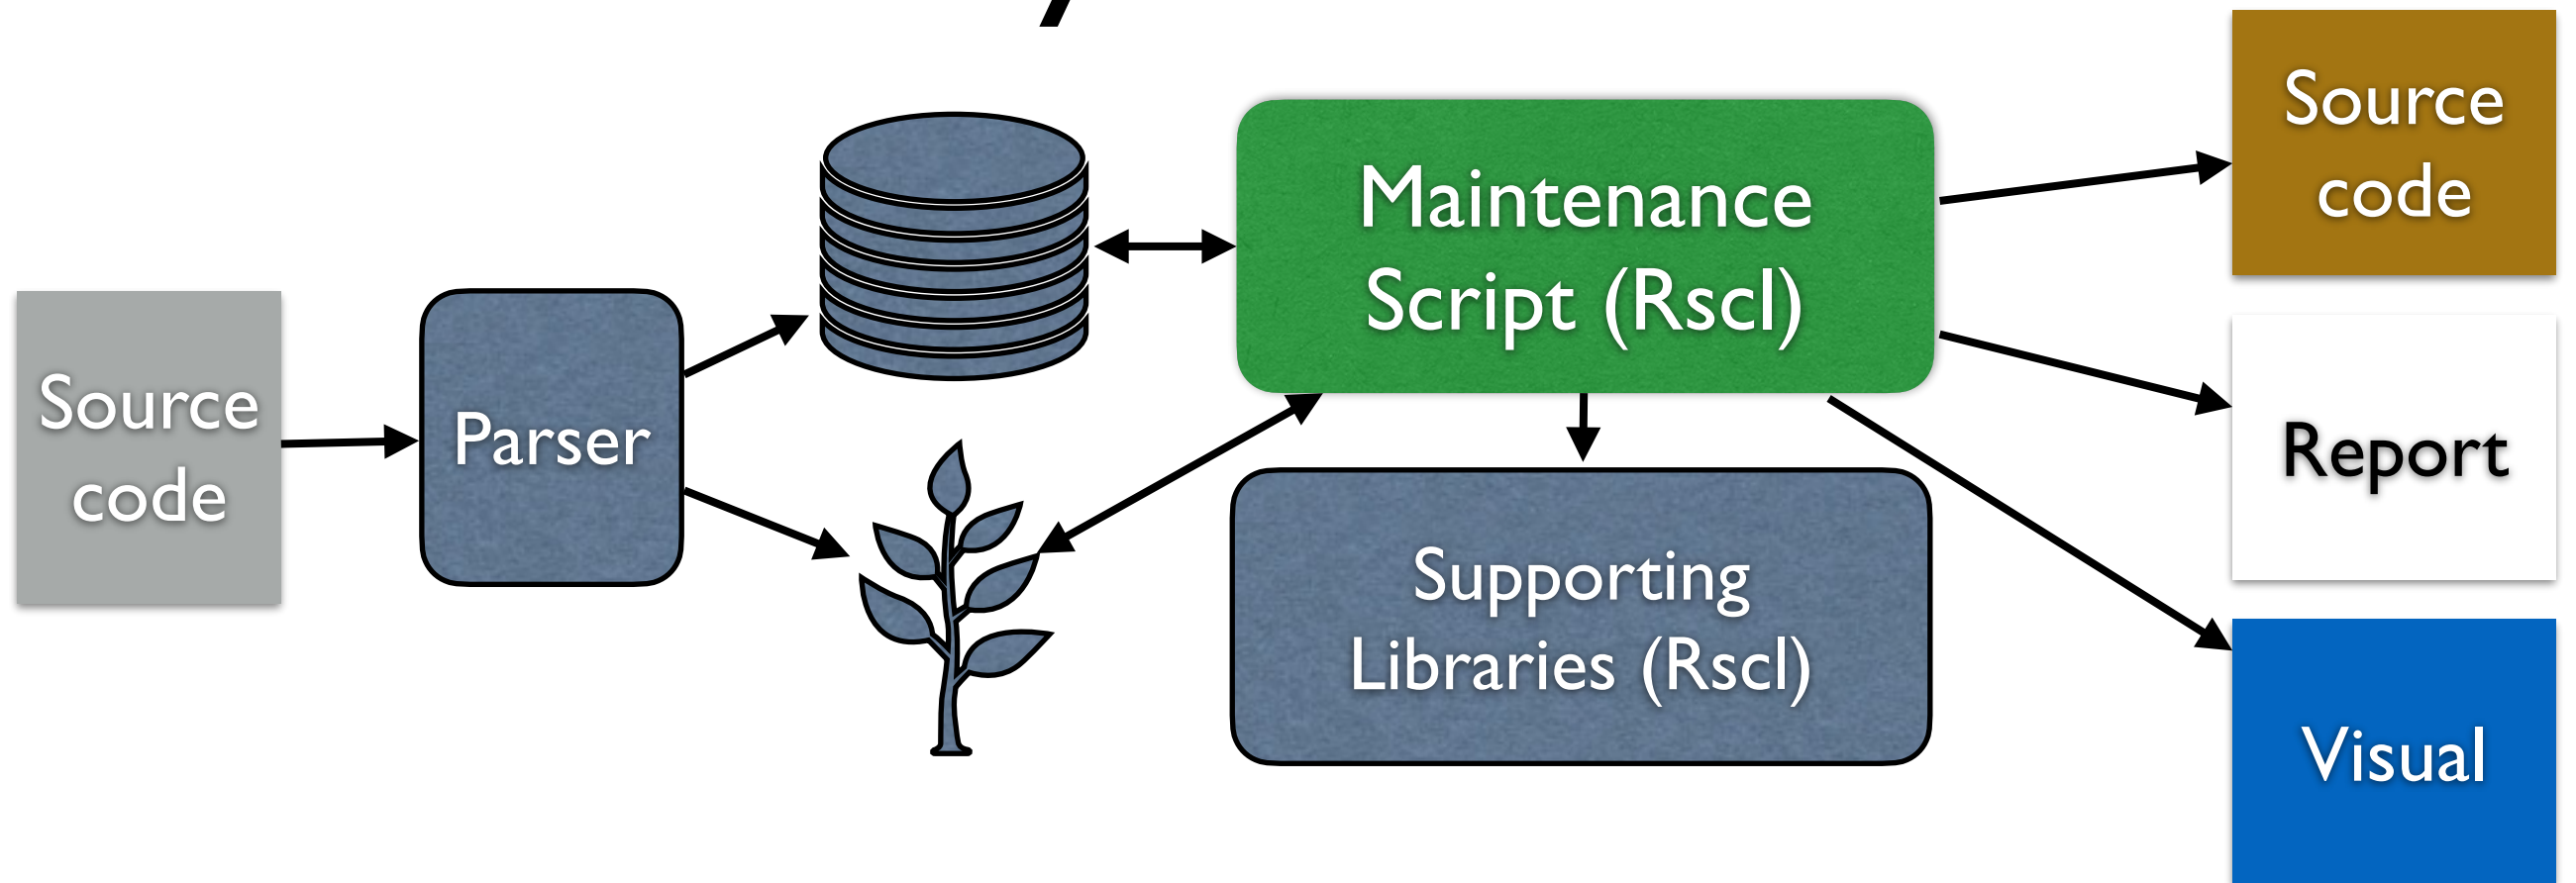 Source
code
Parser
Maintenance
Script (Rscl)
Supporting
Libraries (Rscl)
Source
code
Report
Visual